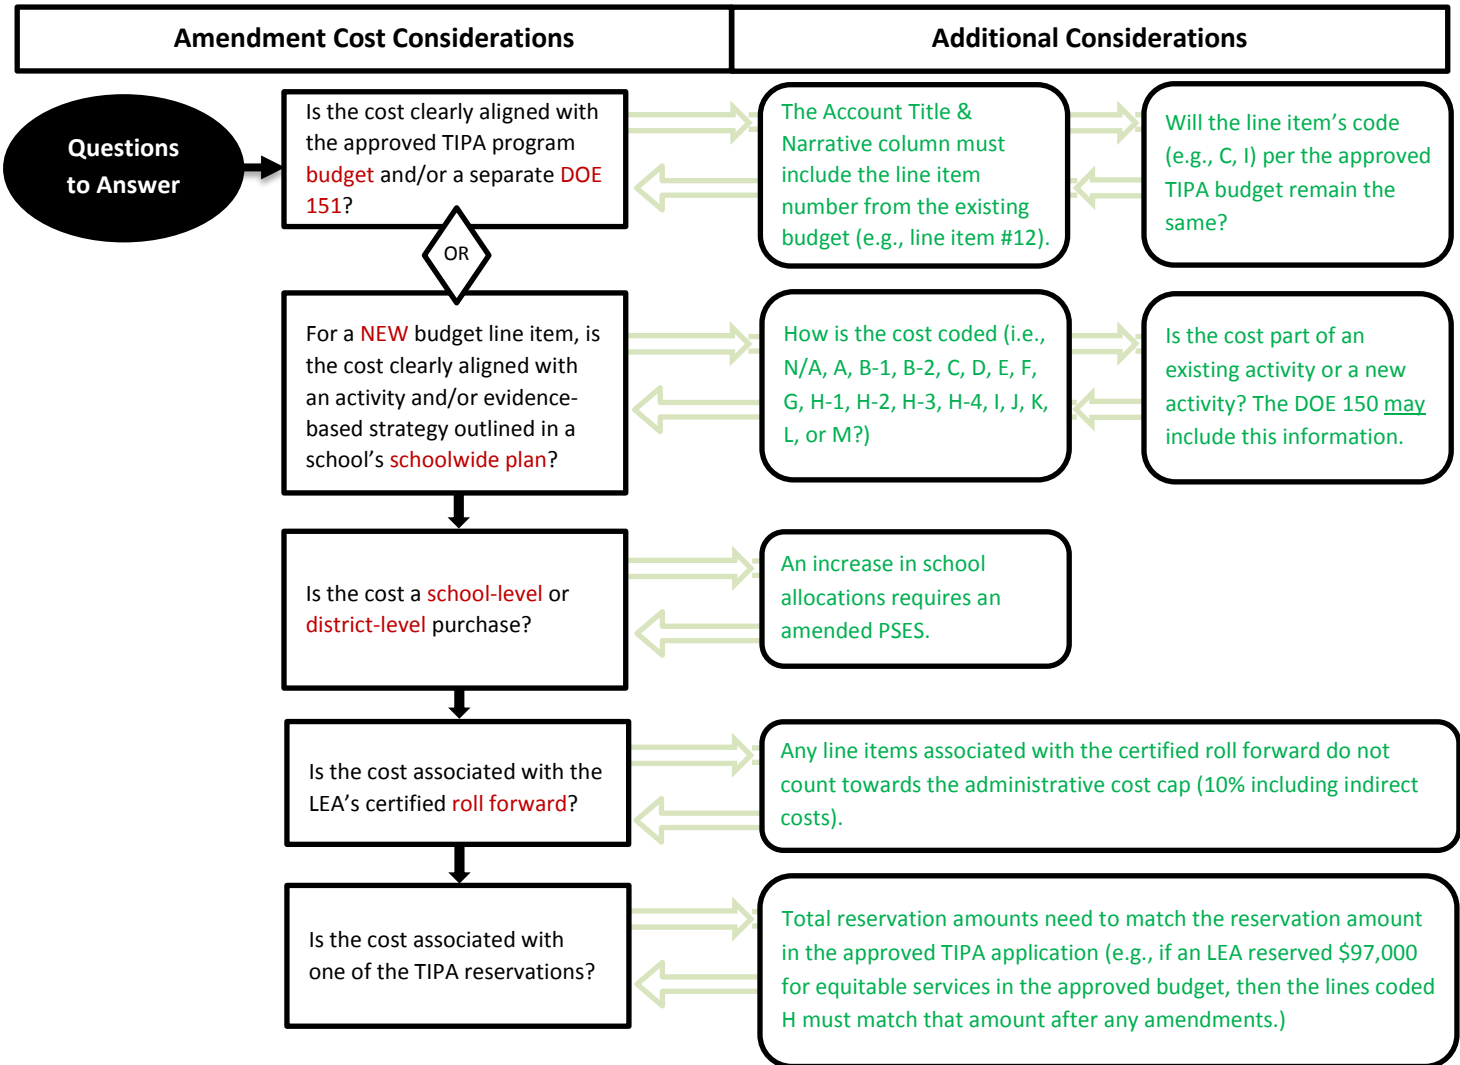 Amendment Cost Considerations
Additional Considerations
Questions
to Answer
Is the cost clearly aligned with
the approved TIPA program
budget and/or a separate DOE
151?
The Account Title &
Narrative column must
include the line item
number from the existing
budget (e.g., line item #12).
Will the line item's code
(e.g., C, I) per the approved
TIPA budget remain the
same?
OR
For a NEW budget line item, is
the cost clearly aligned with
an activity and/or evidence-
based strategy outlined in a
school's schoolwide plan?
How is the cost coded (i.e.,
N/A, A, B-1, B-2, C, D, E, F,
G, H-1, H-2, H-3, H-4, I, J, K,
L, or M?)
Is the cost part of an
existing activity or a new
activity? The DOE 150 may
include this information.
Is the cost a school-level or
district-level purchase?
An increase in school
allocations requires an
amended PSES.
Is the cost associated with the
LEA's certified roll forward?
Any line items associated with the certified roll forward do not
count towards the administrative cost cap (10% including indirect
costs).
Is the cost associated with
one of the TIPA reservations?
Total reservation amounts need to match the reservation amount
in the approved TIPA application (e.g., if an LEA reserved $97,000
for equitable services in the approved budget, then the lines coded
H must match that amount after any amendments.)